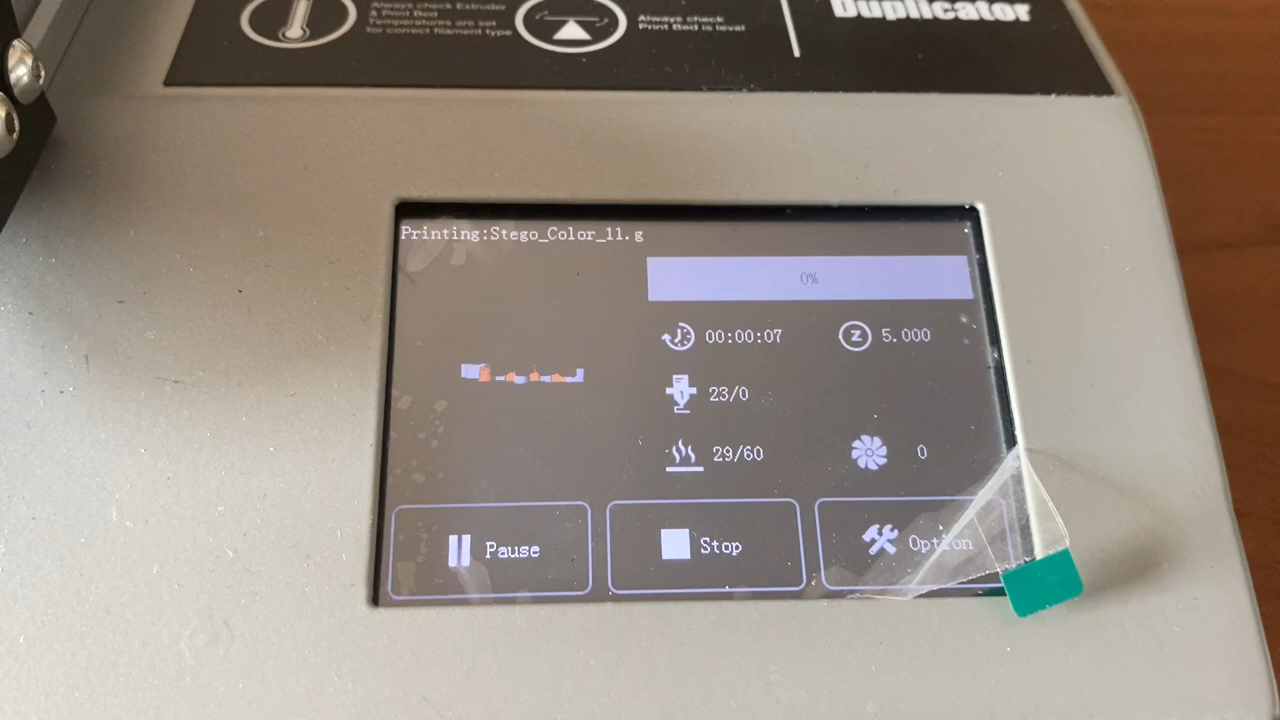 Always check Extruder
& Print Bed
Temperatures are set
for correct filament type
Always check
Print Bed is level
Duplicator
Printing:Stego_Color_11.g
0%
00:00:07
Z
5.000
1
23/0
29/60
0
Pause
Stop
Option